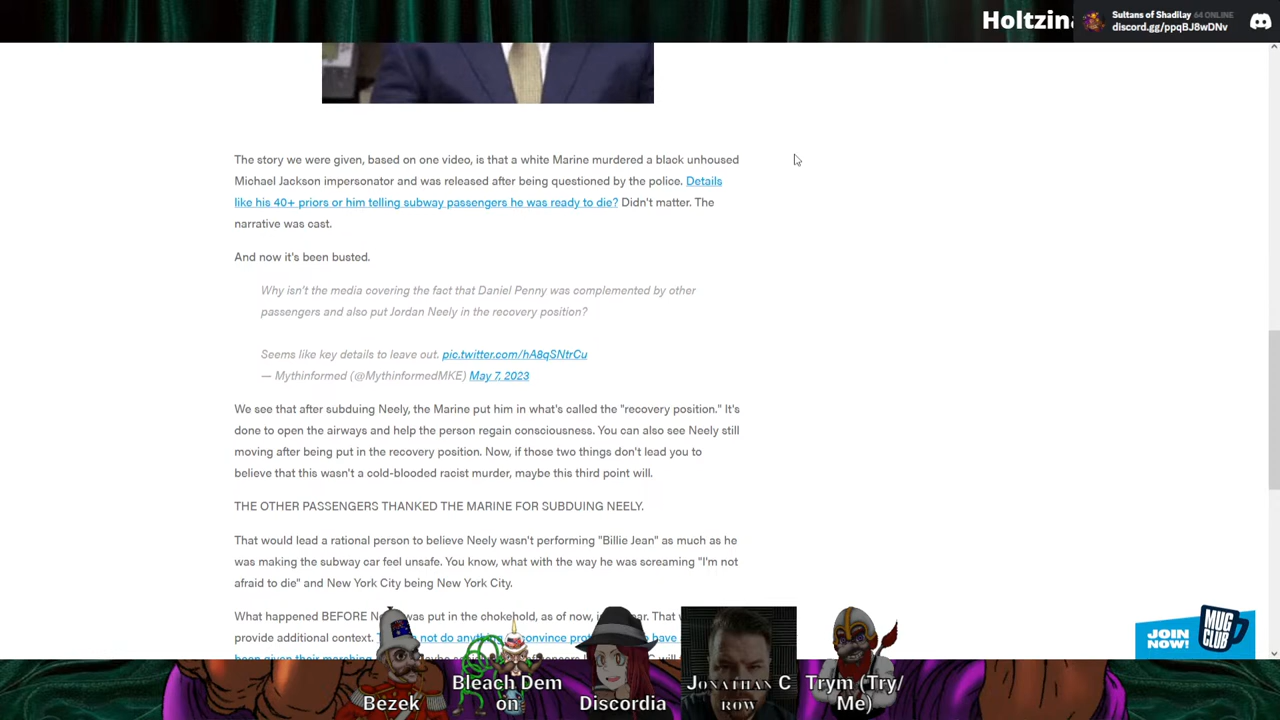 Holtzina
Sultans of Shadilay 64 ONLINE
discord.gg/ppqBJ8wDNv
The story we were given, based on one video, is that a white Marine murdered a black unhoused
Michael Jackson impersonator and was released after being questioned by the police. Details
like his 40+ priors or him telling subway passengers he was ready to die? Didn't matter. The
narrative was cast.
And now it's been busted.
Why isn't the media covering the fact that Daniel Penny was complemented by other
passengers and also put Jordan Neely in the recovery position?
Seems like key details to leave out. pic.twitter.com/hA8qSNtrCu
— Mythinformed (@MythinformedMKE) May 7, 2023
We see that after subduing Neely, the Marine put him in what's called the "recovery position." It's
done to open the airways and help the person regain consciousness. You can also see Neely still
moving after being put in the recovery position. Now, if those two things don't lead you to
believe that this wasn't a cold-blooded racist murder, maybe this third point will.
THE OTHER PASSENGERS THANKED THE MARINE FOR SUBDUING NEELY.
That would lead a rational person to believe Neely wasn't performing "Billie Jean" as much as he
was making the subway car feel unsafe. You know, what with the way he was screaming "I'm not
afraid to die" and New York City being New York City.
What happened BEFORE was put in the chokehold, as of now, That
provide additional context. not do anything convince have
been given their marching will
JOIN NOW! MUG CLUB
Bezek
Bleach Demon
Discordia
JONATHAN CROW
Trym (Try/Me)